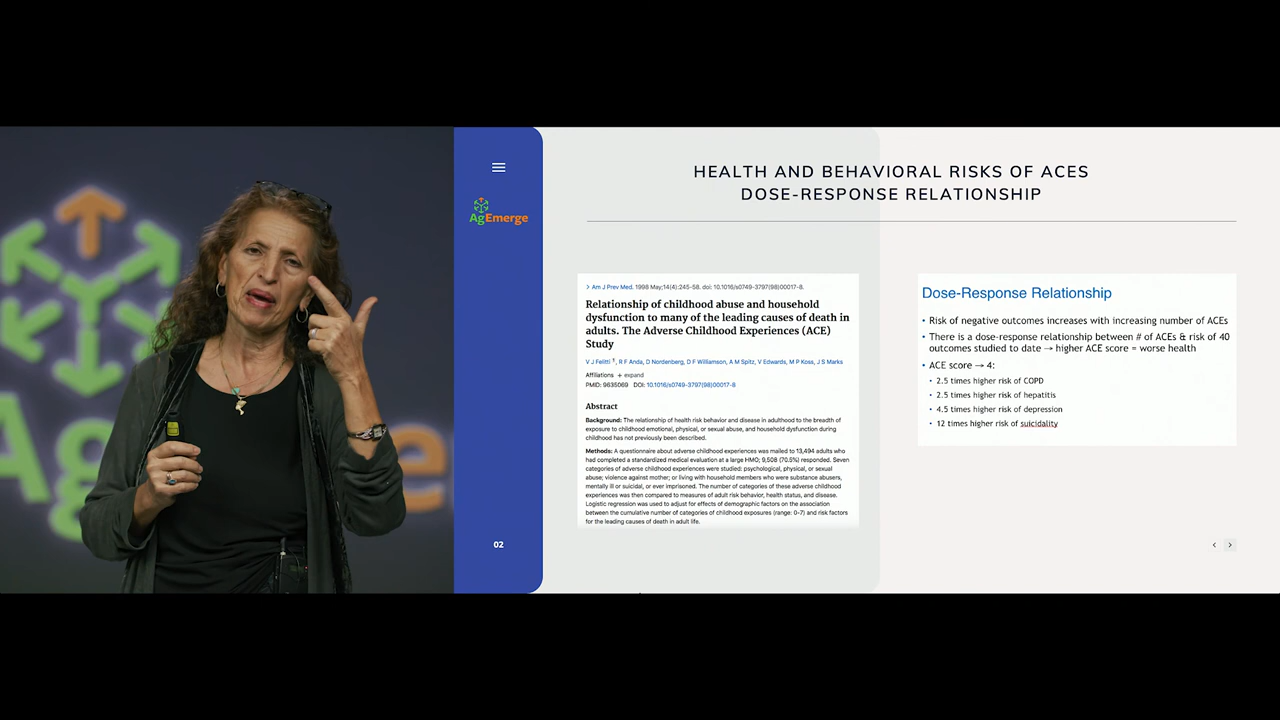 AgEmerge
02
HEALTH AND BEHAVIORAL RISKS OF ACES
DOSE-RESPONSE RELATIONSHIP
> Am J Prev Med. 1998 May;14(4):245-58. doi: 10.1016/s0749-3797(98)00017-8.
Relationship of childhood abuse and household
dysfunction to many of the leading causes of death in
adults. The Adverse Childhood Experiences (ACE)
Study
V J Felitti 1, R F Anda, D Nordenberg, D F Williamson, A M Spitz, V Edwards, M P Koss, J S Marks
Affiliations + expand
PMID: 9635069 DOI: 10.1016/s0749-3797(98)00017-8
Abstract
Background: The relationship of health risk behavior and disease in adulthood to the breadth of
exposure to childhood emotional, physical, or sexual abuse, and household dysfunction during
childhood has not previously been described.
Methods: A questionnaire about adverse childhood experiences was mailed to 13,494 adults who
had completed a standardized medical evaluation at a large HMO; 9,508 (70.5%) responded. Seven
categories of adverse childhood experiences were studied: psychological, physical, or sexual
abuse; violence against mother; or living with household members who were substance abusers,
mentally ill or suicidal, or ever imprisoned. The number of categories of these adverse childhood
experiences was then compared to measures of adult risk behavior, health status, and disease.
Logistic regression was used to adjust for effects of demographic factors on the association
between the cumulative number of categories of childhood exposures (range: 0-7) and risk factors
for the leading causes of death in adult life.
Dose-Response Relationship
• Risk of negative outcomes increases with increasing number of ACEs
• There is a dose-response relationship between # of ACEs & risk of 40
outcomes studied to date → higher ACE score = worse health
• ACE score → 4:
• 2.5 times higher risk of COPD
• 2.5 times higher risk of hepatitis
• 4.5 times higher risk of depression
• 12 times higher risk of suicidality